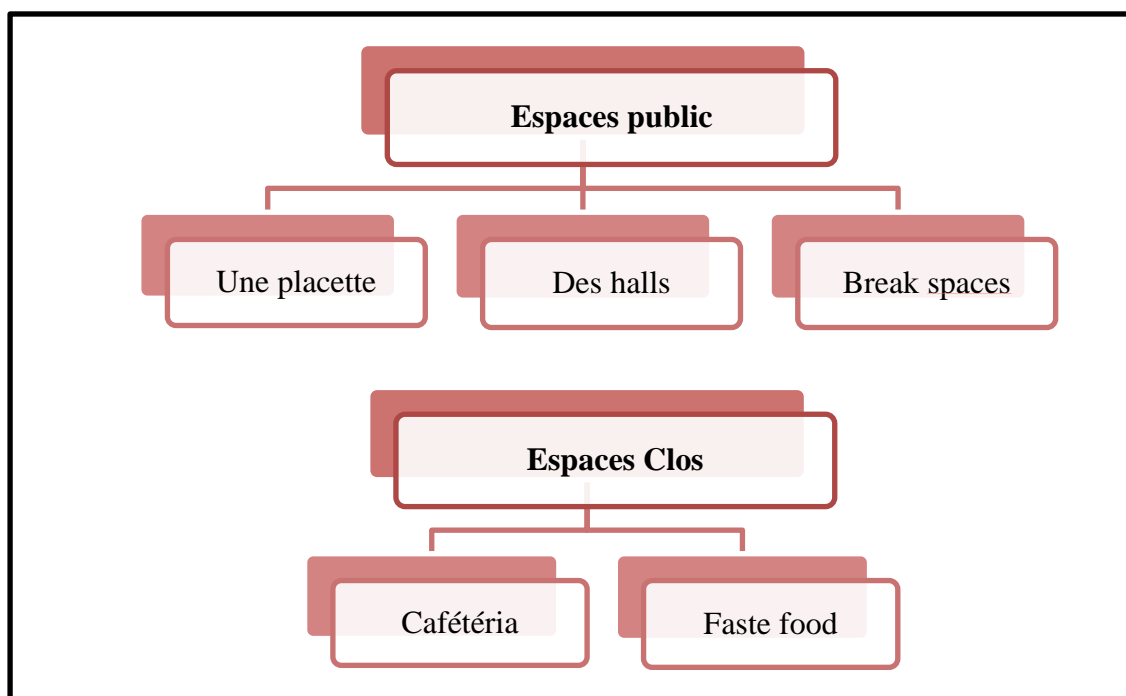 Espaces public
Une placette
Des halls
Break spaces
Espaces Clos
Cafétéria
Faste food